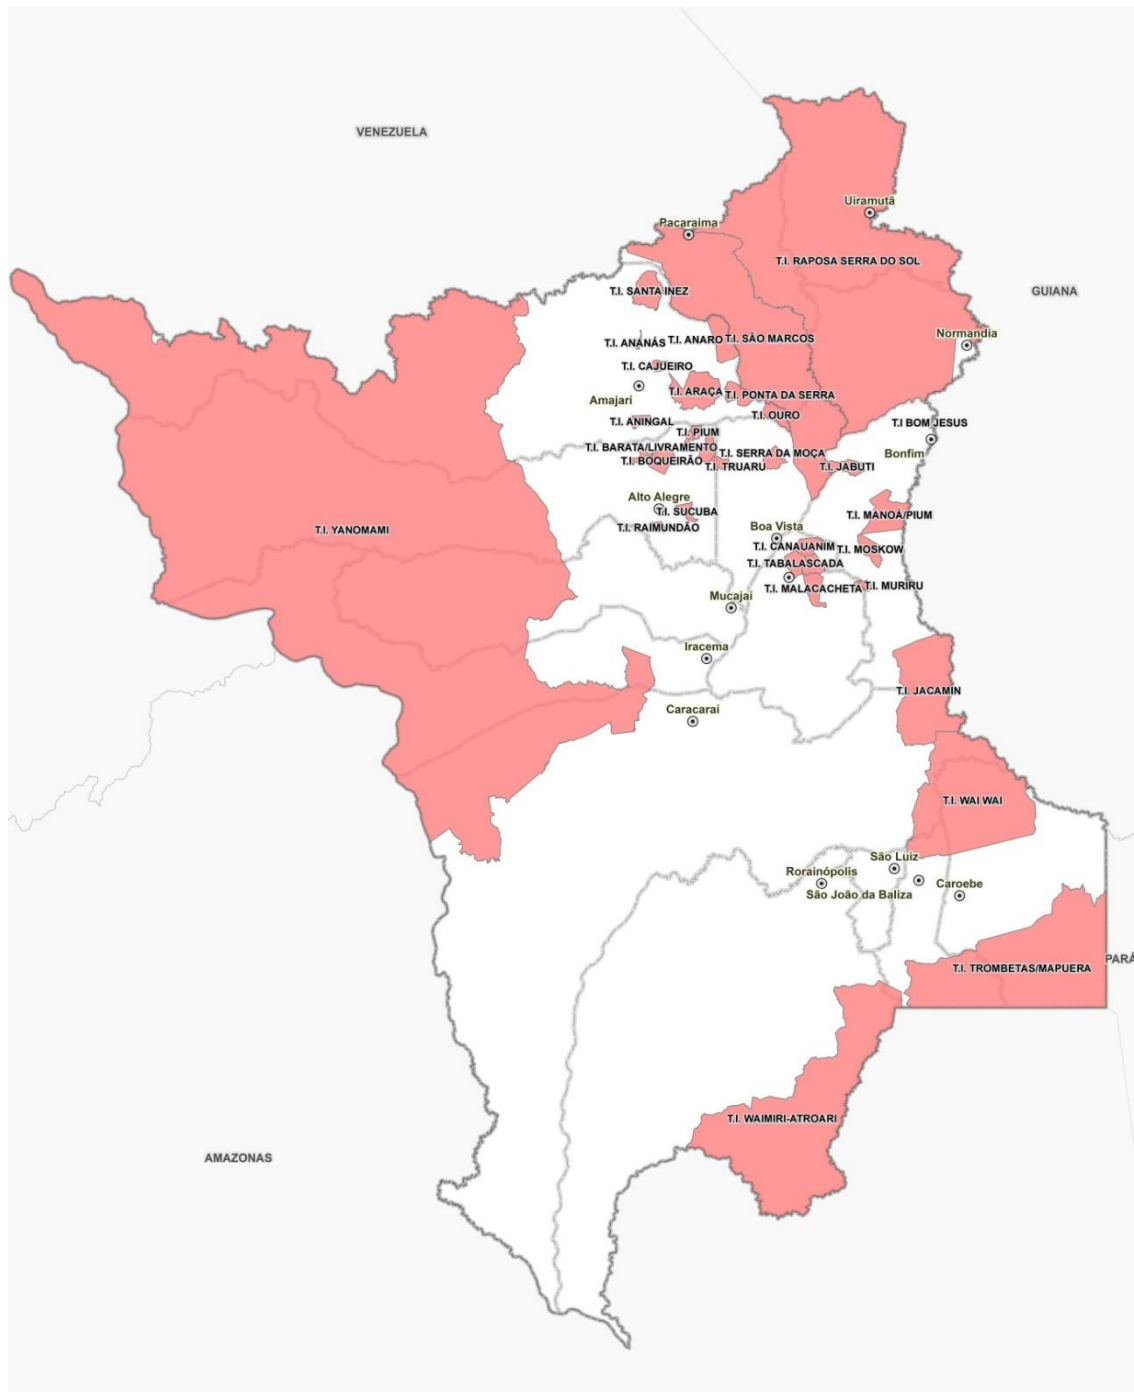 VENEZUELA
Uiramutã
Pacaraima
T.I. RAPOSA SERRA DO SOL
T.I. SANTA INEZ
GUIANA
Normandia
T.I. ANANÁS
T.I. ANARO
T.I. SÃO MARCOS
T.I. CAJUEIRO
T.I. ARAÇA
T.I. PONTA DA SERRA
Amajarí
T.I. OURO
T.I. ANINGAL
T.I BOM JESUS
T.I. PIUM
T.I. BARATA/LIVRAMENTO
T.I. SERRA DA MOÇA
Bonfim
T.I. BOQUEIRÃO
T.I. TRUARU
T.I. JABUTI
Alto Alegre
T.I. SUCUBA
T.I. MANOÁ/PIUM
T.I. RAIMUNDÃO
T.I. YANOMAMI
Boa Vista
T.I. CANAUANIM
T.I. MOSKOW
T.I. TABALASCADA
T.I. MALACACHETA
T.I. MURIRU
Mucajaí
Iracema
T.I. JACAMIN
Caracaraí
T.I. WAI WAI
São Luíz
Rorainópolis
Caroebe
São João da Baliza
PARÁ
T.I. TROMBETAS/MAPUERA
T.I. WAIMIRI-ATROARI
AMAZONAS